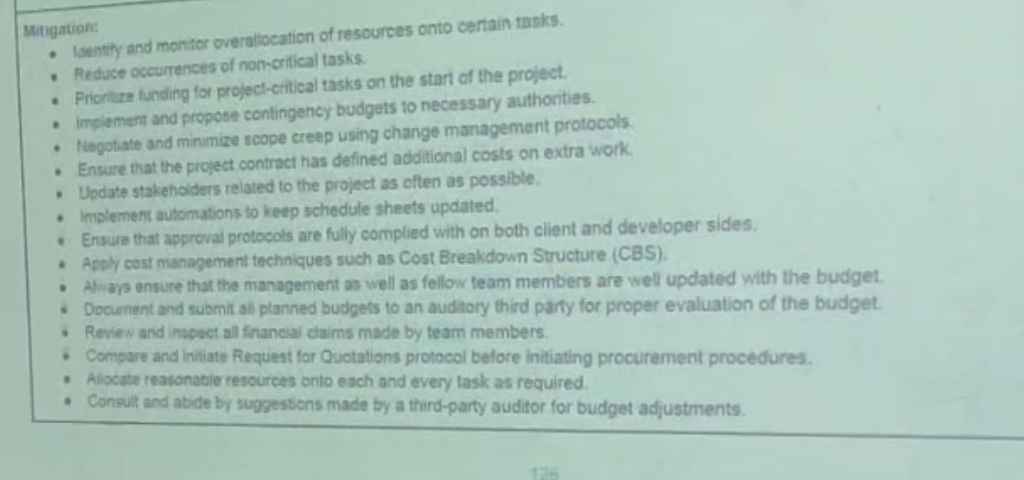 Mitigation:
• Identify and monitor overallocation of resources onto certain tasks.
• Reduce occurrences of non-critical tasks.
• Prioritize funding for project-critical tasks on the start of the project.
• Implement and propose contingency budgets to necessary authorities.
• Negotiate and minimize scope creep using change management protocols.
• Ensure that the project contract has defined additional costs on extra work.
• Update stakeholders related to the project as often as possible.
• Implement automations to keep schedule sheets updated.
• Ensure that approval protocols are fully complied with on both client and developer sides.
• Apply cost management techniques such as Cost Breakdown Structure (CBS).
• Always ensure that the management as well as fellow team members are well updated with the budget.
• Document and submit all planned budgets to an auditory third party for proper evaluation of the budget.
• Review and inspect all financial claims made by team members.
• Compare and initiate Request for Quotations protocol before initiating procurement procedures.
• Allocate reasonable resources onto each and every task as required.
• Consult and abide by suggestions made by a third-party auditor for budget adjustments.